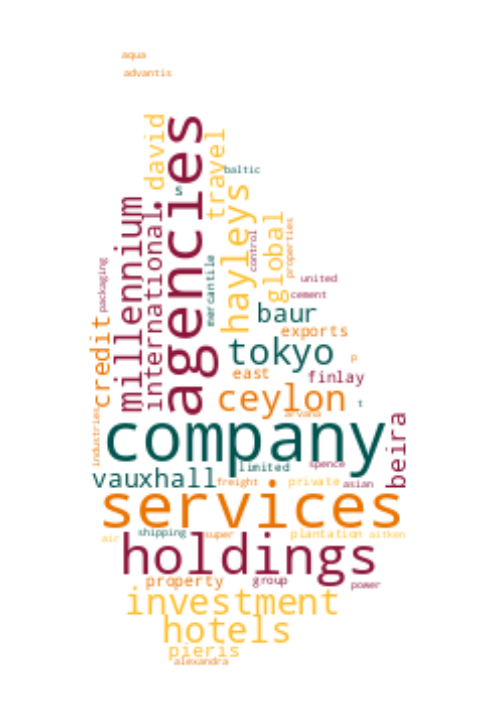 aqua
advantis
david
agencies
travel
baltic
s
hayleys
millennium
international
global
properties
control
mercantile
packaging
united
cement
baur
exports
credit
tokyo
p
east
finlay
ceylon
t
arvana
company
industries
beira
limited
spence
vauxhall
freight
private
asian
services
air
shipping
super
plantation
aitken
holdings
property
group
power
investment
hotels
pieris
alexandra